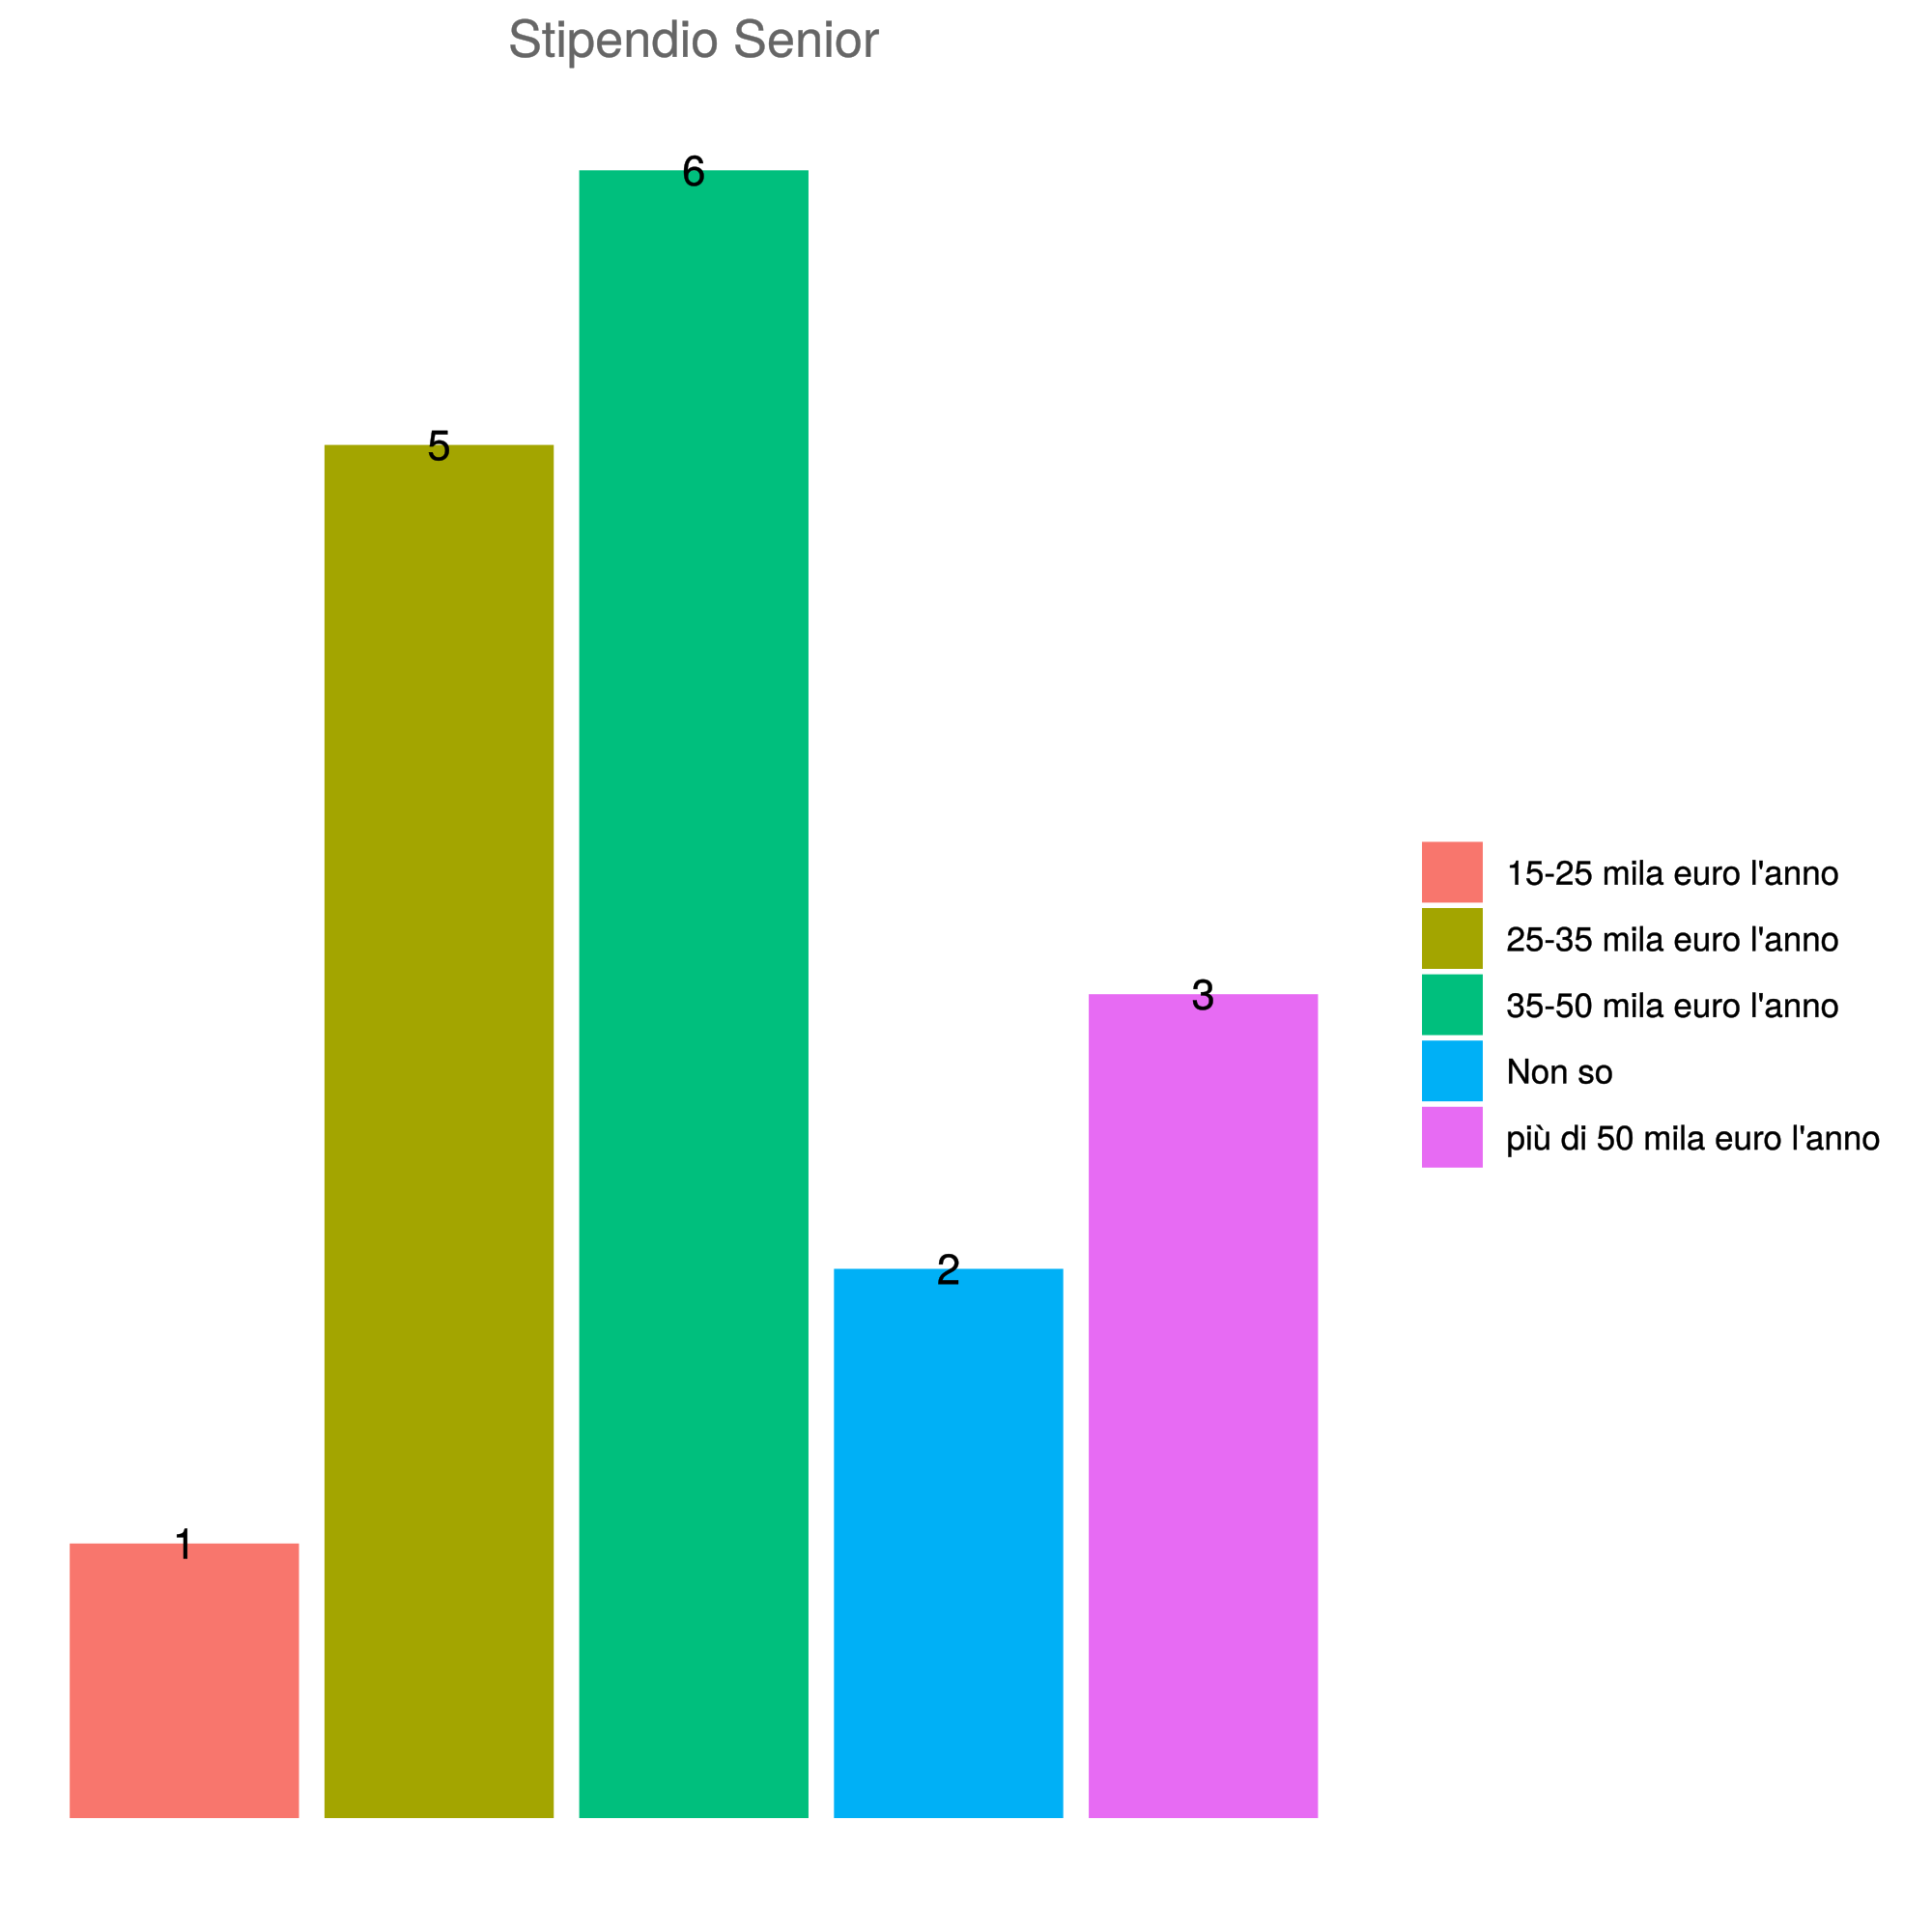 Stipendio Senior
6
5
3
2
1
15-25 mila euro l'anno
25-35 mila euro l'anno
35-50 mila euro l'anno
Non so
più di 50 mila euro l'anno